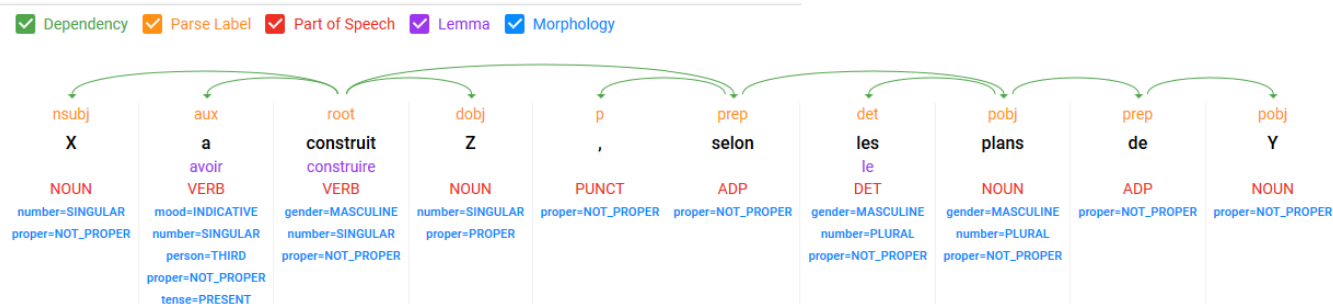 Dependency Parse Label Part of Speech Lemma Morphology
nsubj aux root dobj p prep det pobj prep pobj
X a construit Z , selon les plans de Y
avoir construire le
NOUN VERB VERB NOUN PUNCT ADP DET NOUN ADP NOUN
number=SINGULAR mood=INDICATIVE gender=MASCULINE number=SINGULAR proper=NOT_PROPER proper=NOT_PROPER gender=MASCULINE gender=MASCULINE proper=NOT_PROPER proper=NOT_PROPER
proper=NOT_PROPER number=SINGULAR number=SINGULAR proper=PROPER number=PLURAL number=PLURAL
person=THIRD proper=NOT_PROPER proper=NOT_PROPER proper=NOT_PROPER
proper=NOT_PROPER
tense=PRESENT